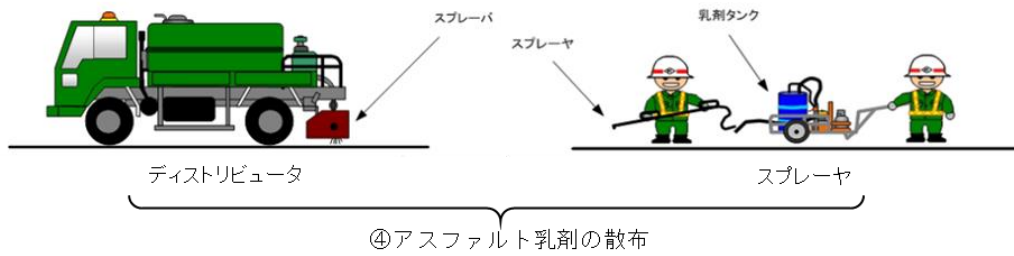 スプレーバ
スプレーヤ
乳剤タンク
ディストリビュータ
スプレーヤ
④アスファルト乳剤の散布